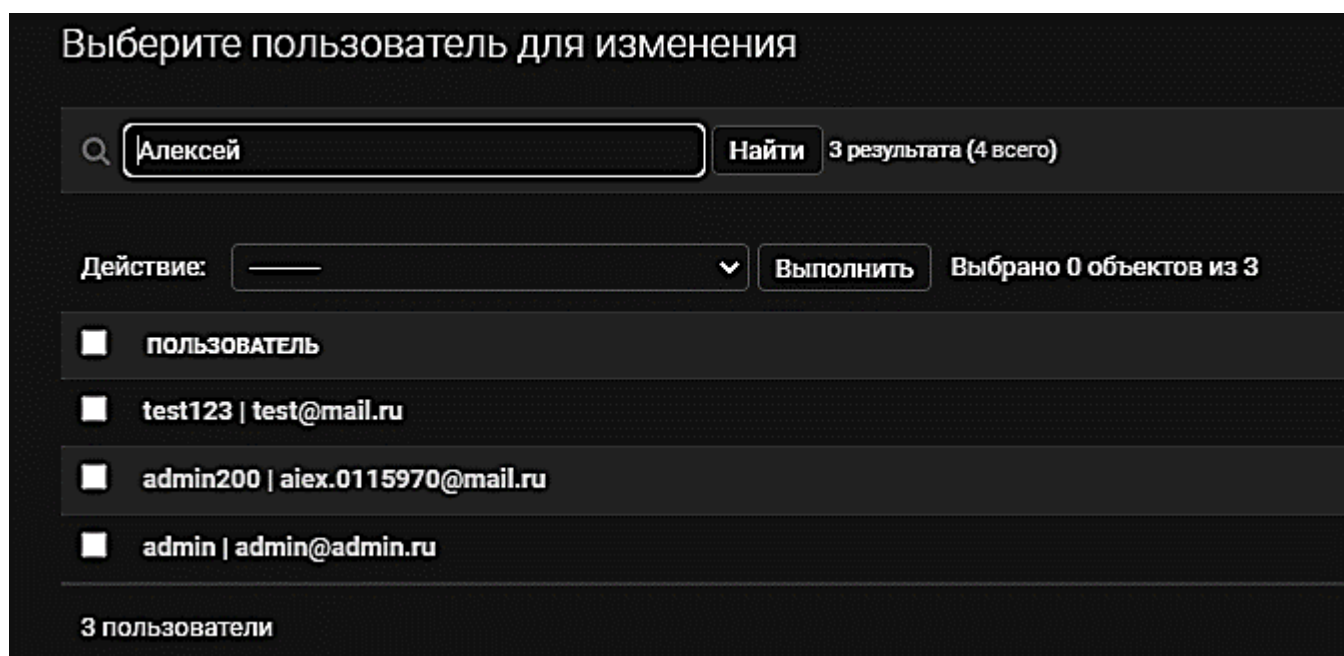 Выберите пользователь для изменения
Алексей Найти 3 результата (4 всего)
Действие: ——— Выполнить Выбрано 0 объектов из 3
ПОЛЬЗОВАТЕЛЬ
test123 | test@mail.ru
admin200 | aiex.0115970@mail.ru
admin | admin@admin.ru
3 пользователи